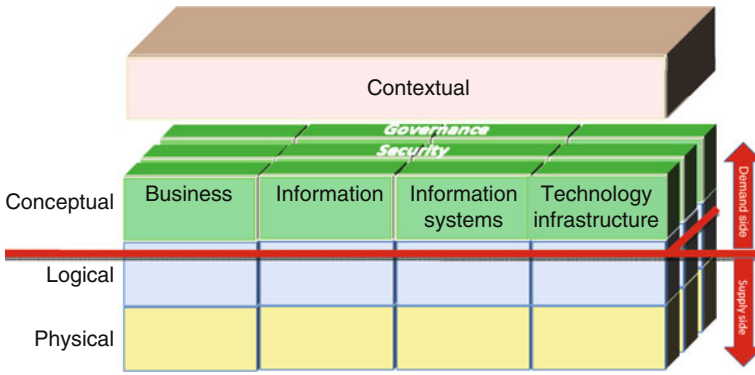 Contextual
Governance
Security
Conceptual
Business
Information
Information
systems
Technology
infrastructure
Logical
Physical
Demand side
Supply side